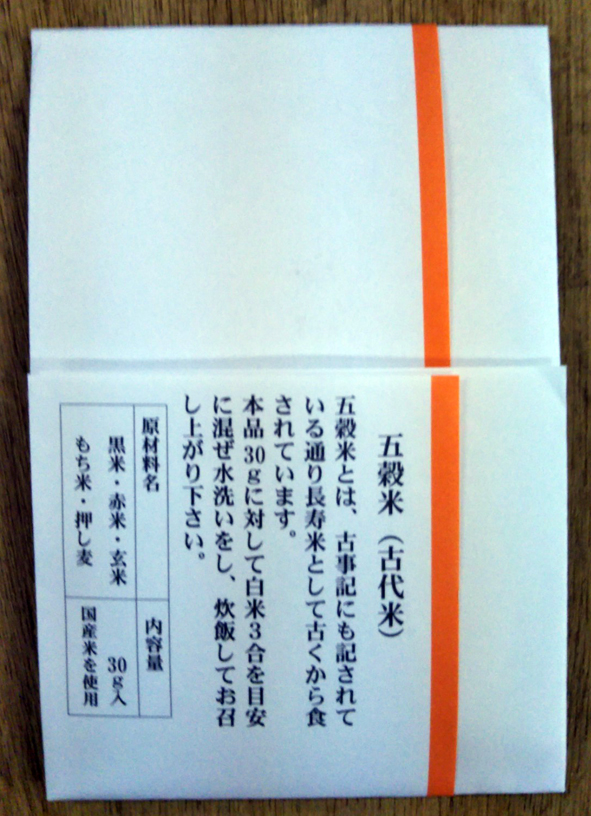 五穀米（古代米）
五穀米とは、古事記にも記されて
いる通り長寿米として古くから食
されています。
本品30gに対して白米3合を目安
に混ぜ水洗いをし、炊飯してお召
し上がり下さい。
原材料名
黒米・赤米・玄米
もち米・押し麦
内容量
30g入
国産米を使用